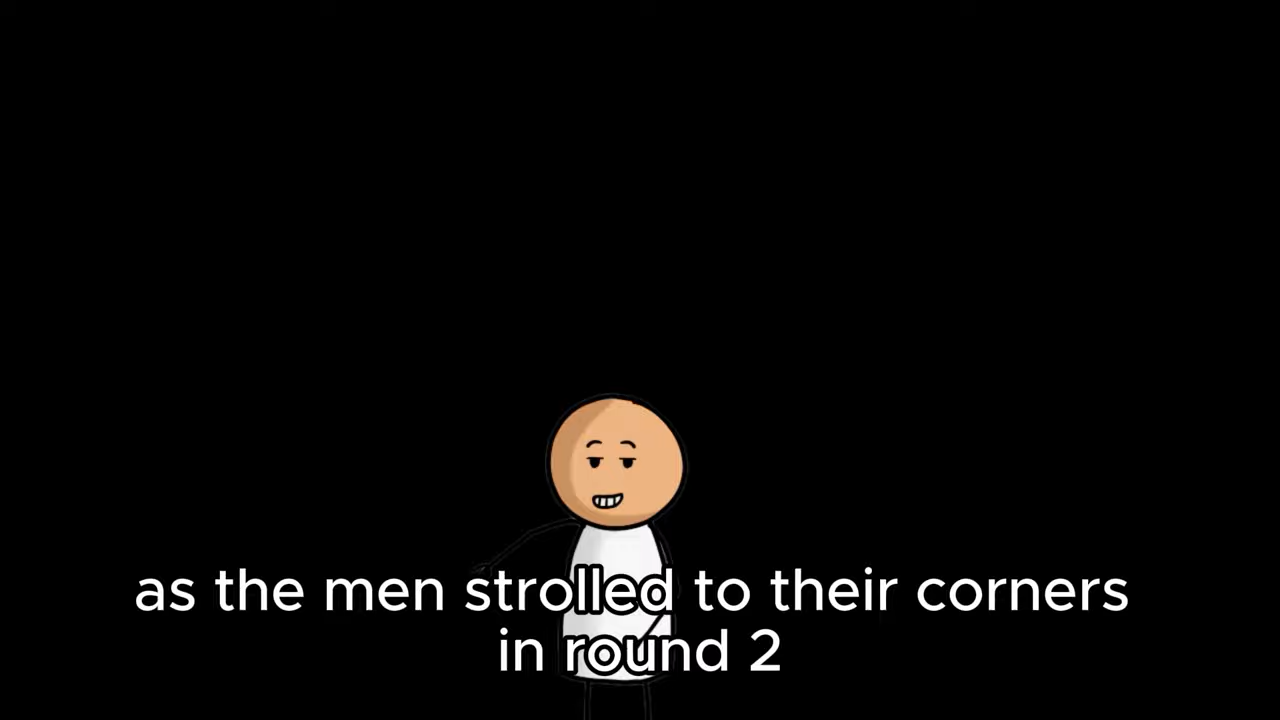 as the men strolled to their corners
in round 2